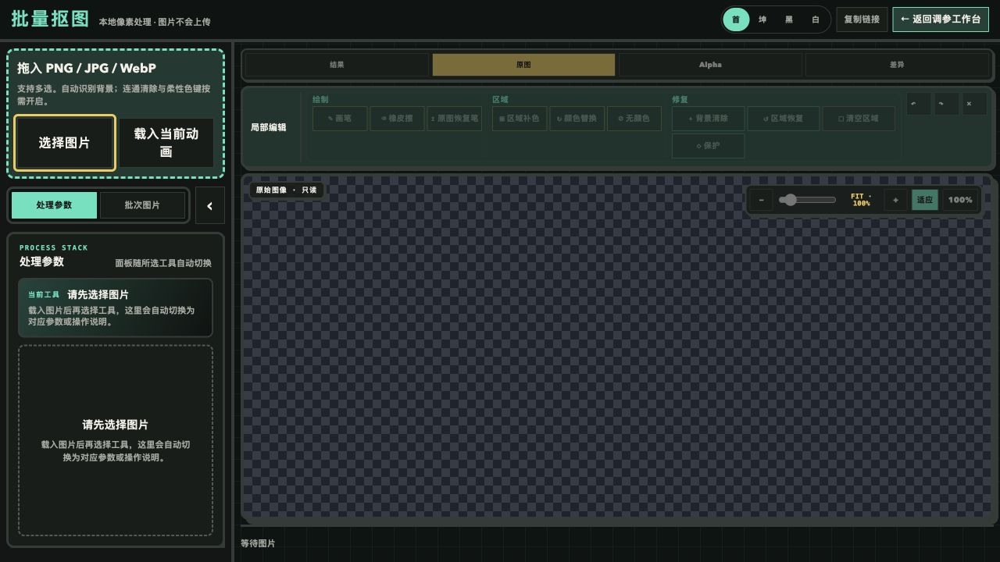 批量抠图
本地像素处理 · 图片不会上传
首 坤 黑 白
复制链接
← 返回调参工作台
拖入 PNG / JPG / WebP
支持多选。自动识别背景；连通清除与柔性色键按
需开启。
选择图片
载入当前动
画
处理参数
批次图片
‹
PROCESS STACK
处理参数
面板随所选工具自动切换
当前工具 请先选择图片
载入图片后再选择工具，这里会自动切换为
对应参数或操作说明。
请先选择图片
载入图片后再选择工具，这里会自动切
换为对应参数或操作说明。
结果
原图
Alpha
差异
局部编辑
绘制
✎ 画笔
⌫ 橡皮擦
↥ 原图恢复笔
区域
▦ 区域补色
↻ 颜色替换
⊘ 无颜色
修复
✦ 背景清除
↺ 区域恢复
□ 清空区域
◇ 保护
↶
↷
×
原始图像 · 只读
−
FIT ·
100%
+
适应
100%
等待图片